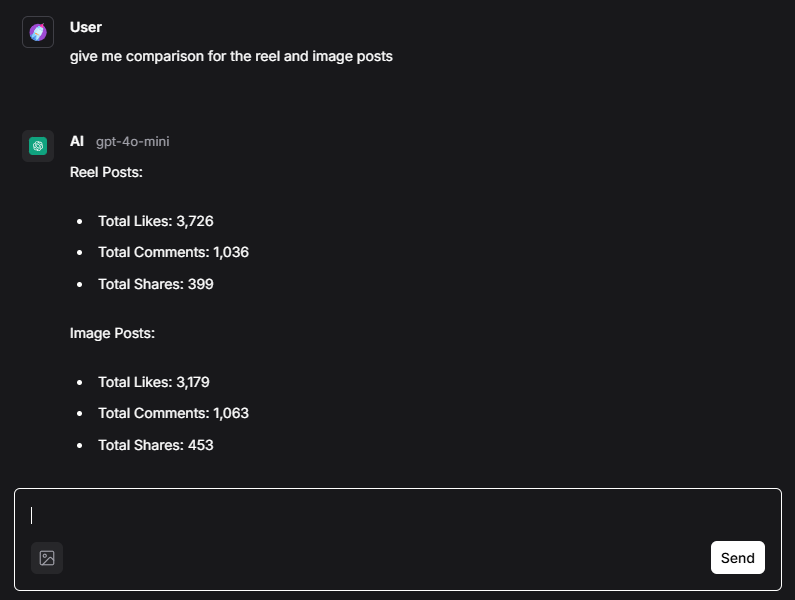 User
give me comparison for the reel and image posts
AI gpt-4o-mini
Reel Posts:
• Total Likes: 3,726
• Total Comments: 1,036
• Total Shares: 399
Image Posts:
• Total Likes: 3,179
• Total Comments: 1,063
• Total Shares: 453
Send